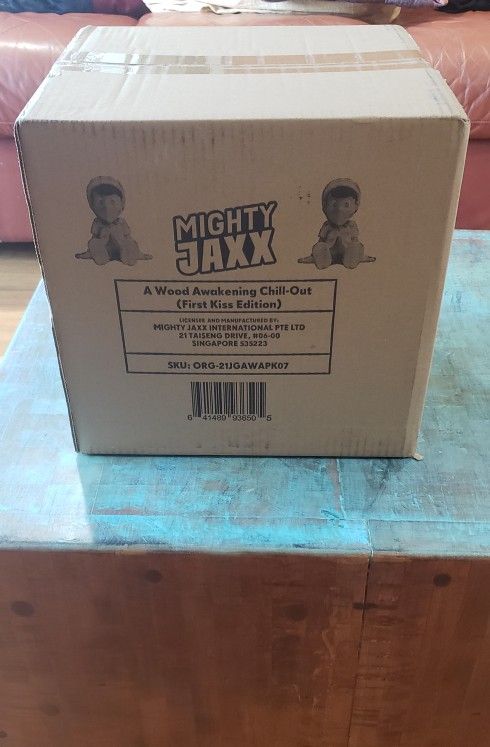 MIGHTY
JAXX
A Wood Awakening Chill-Out
(First Kiss Edition)
LICENSED AND MANUFACTURED BY:
MIGHTY JAXX INTERNATIONAL PTE LTD
21 TAISENG DRIVE, #06-00
SINGAPORE 535223
SKU: ORG-21JGAWAPK07
6 41489 93650 5